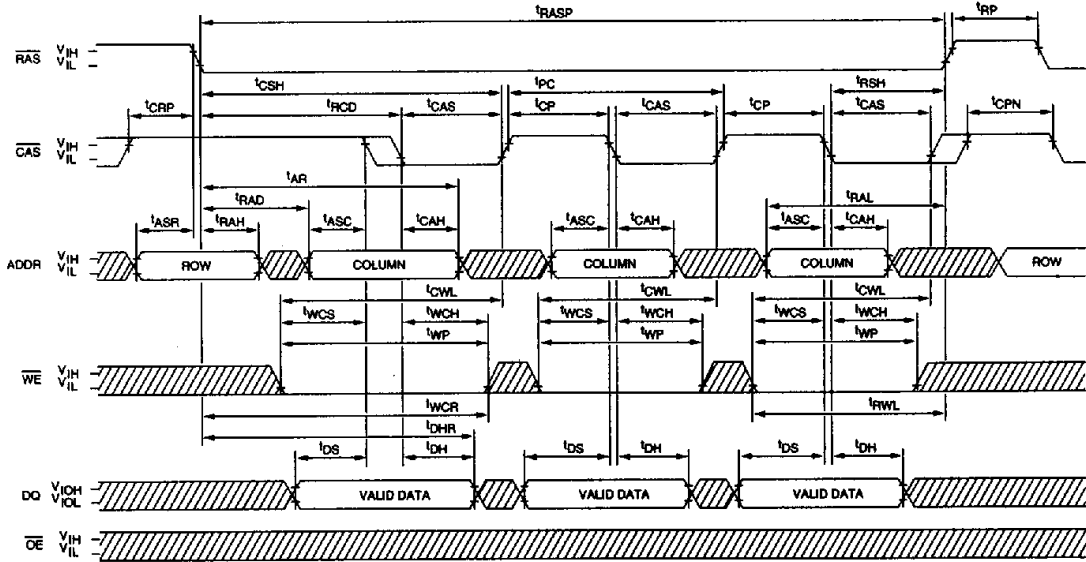 tRASP tRP
RAS VIH
VIL
tCSH tPC tRSH
tCRP tRCD tCAS tCP tCAS tCP tCAS tCPN
CAS VIH
VIL
tAR
tRAD tRAL
tASR tRAH tASC tCAH tASC tCAH tASC tCAH
ADDR VIH
VIL
ROW COLUMN COLUMN COLUMN ROW
tCWL tCWL tCWL
tWCS tWCH tWCS tWCH tWCS tWCH
tWP tWP tWP
WE VIH
VIL
tWCR tRWL
tDHR
tDS tDH tDS tDH tDS tDH
DQ VIOH
VIOL
VALID DATA VALID DATA VALID DATA
OE VIH
VIL